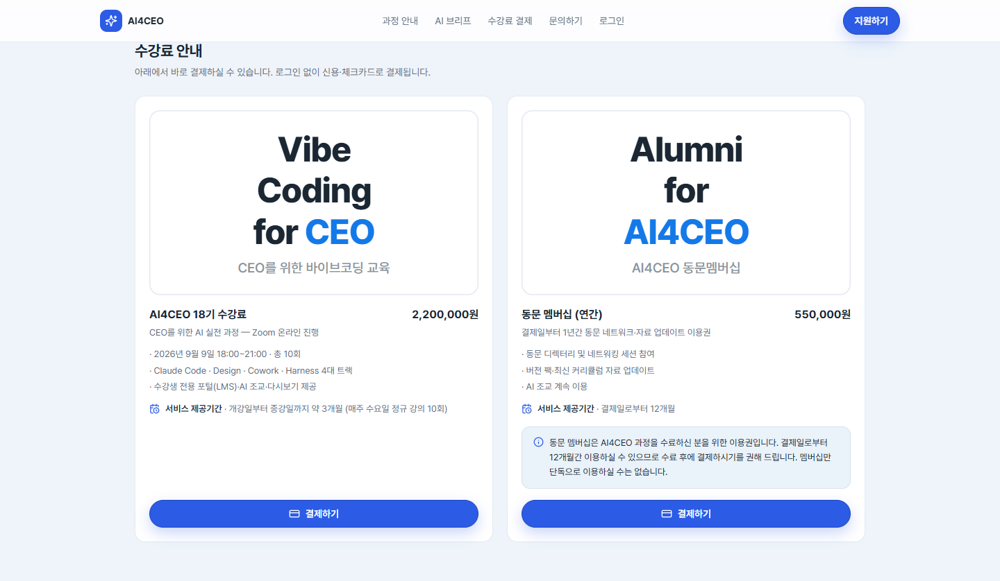 AI4CEO
과정 안내
AI 브리프
수강료 결제
문의하기
로그인
지원하기
수강료 안내
아래에서 바로 결제하실 수 있습니다. 로그인 없이 신용·체크카드로 결제됩니다.
Vibe
Coding
for CEO
CEO를 위한 바이브코딩 교육
AI4CEO 18기 수강료
2,200,000원
CEO를 위한 AI 실전 과정 — Zoom 온라인 진행
· 2026년 9월 9일 18:00~21:00 · 총 10회
· Claude Code · Design · Cowork · Harness 4대 트랙
· 수강생 전용 포털(LMS)·AI 조교·다시보기 제공
서비스 제공기간 · 개강일부터 종강일까지 약 3개월 (매주 수요일 정규 강의 10회)
결제하기
Alumni
for
AI4CEO
AI4CEO 동문멤버십
동문 멤버십 (연간)
550,000원
결제일부터 1년간 동문 네트워크·자료 업데이트 이용권
· 동문 디렉터리 및 네트워킹 세션 참여
· 버전 팩·최신 커리큘럼 자료 업데이트
· AI 조교 계속 이용
서비스 제공기간 · 결제일로부터 12개월
동문 멤버십은 AI4CEO 과정을 수료하신 분을 위한 이용권입니다. 결제일로부터
12개월간 이용하실 수 있으므로 수료 후에 결제하시기를 권해 드립니다. 멤버십만
단독으로 이용하실 수는 없습니다.
결제하기